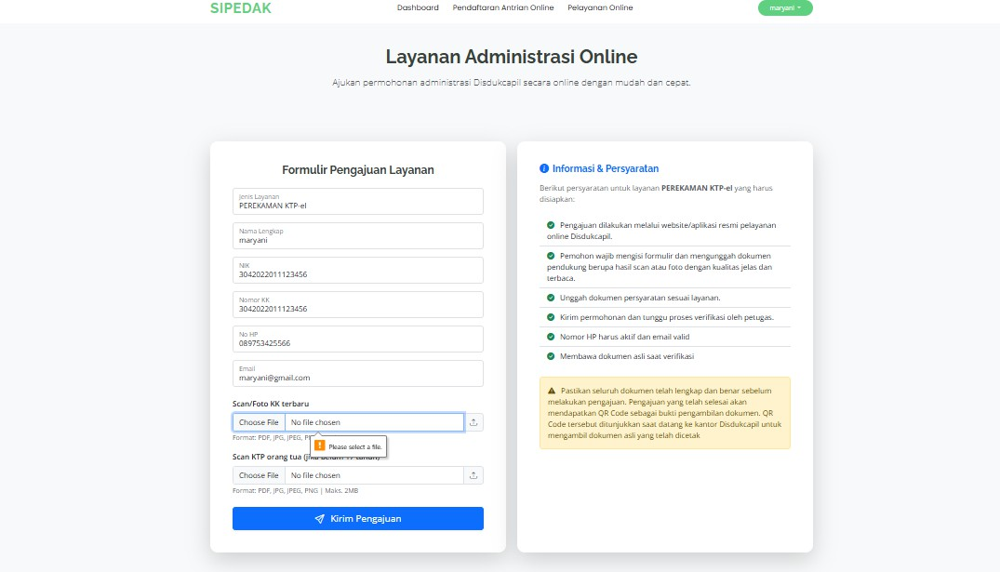 SIPEDAK
Dashboard
Pendaftaran Antrian Online
Pelayanan Online
maryani
Layanan Administrasi Online
Ajukan permohonan administrasi Disdukcapil secara online dengan mudah dan cepat.
Formulir Pengajuan Layanan
Jenis Layanan
PEREKAMAN KTP-el
Nama Lengkap
maryani
NIK
3042022011123456
Nomor KK
3042022011123456
No HP
089753425566
Email
maryani@gmail.com
Scan/Foto KK terbaru
Choose File No file chosen
Format: PDF, JPG, JPEG,
Please select a file.
Scan KTP orang tua
Choose File No file chosen
Format: PDF, JPG, JPEG, PNG | Maks. 2MB
Kirim Pengajuan
Informasi & Persyaratan
Berikut persyaratan untuk layanan PEREKAMAN KTP-el yang harus
disiapkan:
Pengajuan dilakukan melalui website/aplikasi resmi pelayanan
online Disdukcapil.
Pemohon wajib mengisi formulir dan mengunggah dokumen
pendukung berupa hasil scan atau foto dengan kualitas jelas dan
terbaca.
Unggah dokumen persyaratan sesuai layanan.
Kirim permohonan dan tunggu proses verifikasi oleh petugas.
Nomor HP harus aktif dan email valid
Membawa dokumen asli saat verifikasi
Pastikan seluruh dokumen telah lengkap dan benar sebelum
melakukan pengajuan. Pengajuan yang telah selesai akan
mendapatkan QR Code sebagai bukti pengambilan dokumen. QR
Code tersebut ditunjukkan saat datang ke kantor Disdukcapil untuk
mengambil dokumen asli yang telah dicetak